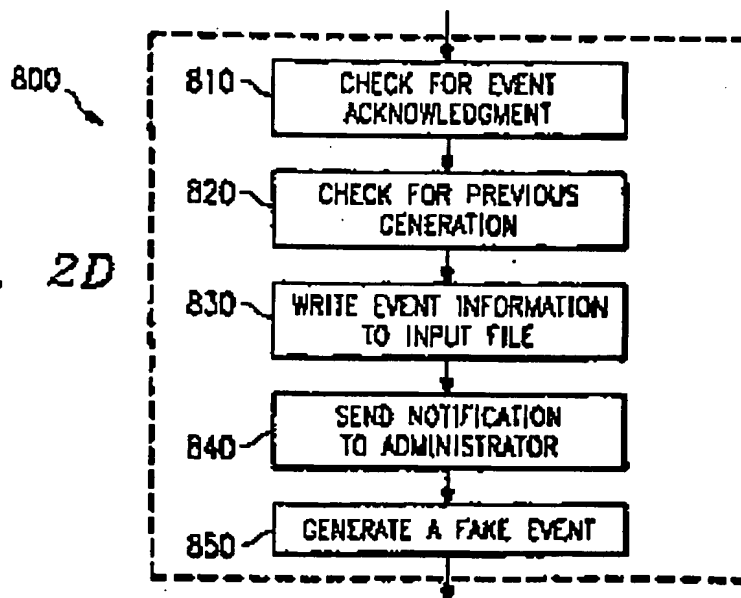 800
810
CHECK FOR EVENT
ACKNOWLEDGMENT
820
CHECK FOR PREVIOUS
GENERATION
2D
830
WRITE EVENT INFORMATION
TO INPUT FILE
840
SEND NOTIFICATION
TO ADMINISTRATOR
850
GENERATE A FAKE EVENT